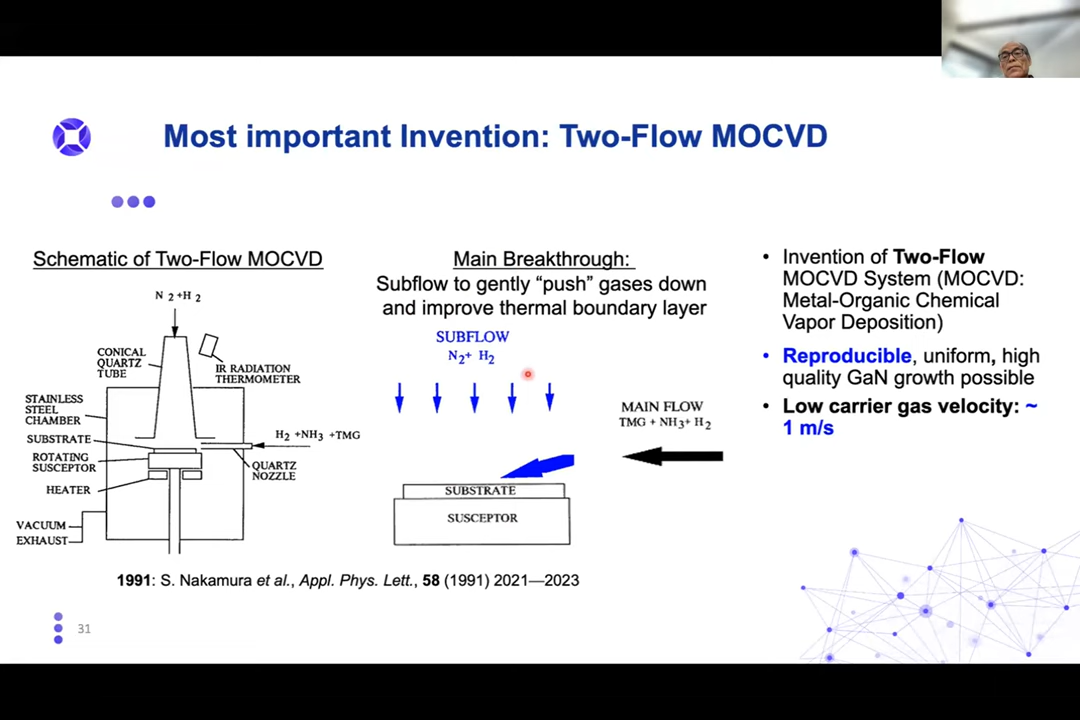 Most important Invention: Two-Flow MOCVD
Schematic of Two-Flow MOCVD
N 2 +H 2
CONICAL
QUARTZ
TUBE
IR RADIATION
THERMOMETER
STAINLESS
STEEL
CHAMBER
SUBSTRATE
ROTATING
SUSCEPTOR
HEATER
VACUUM
EXHAUST
H2 +NH3 +TMG
QUARTZ
NOZZLE
Main Breakthrough:
Subflow to gently “push” gases down
and improve thermal boundary layer
SUBFLOW
N2+ H2
MAIN FLOW
TMG + NH3+ H2
SUBSTRATE
SUSCEPTOR
• Invention of Two-Flow
MOCVD System (MOCVD:
Metal-Organic Chemical
Vapor Deposition)
• Reproducible, uniform, high
quality GaN growth possible
• Low carrier gas velocity: ~
1 m/s
1991: S. Nakamura et al., Appl. Phys. Lett., 58 (1991) 2021—2023
31